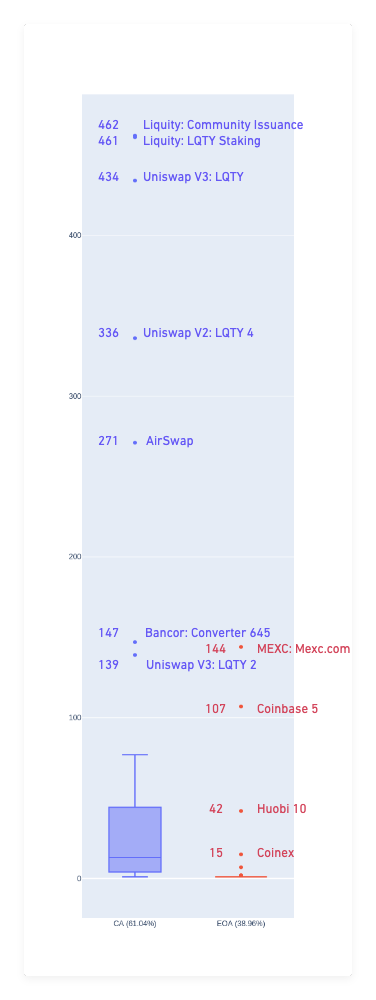 462 Liquity: Community Issuance
461 Liquity: LQTY Staking
434 Uniswap V3: LQTY
400
336 Uniswap V2: LQTY 4
300
271 AirSwap
200
147 Bancor: Converter 645
144 MEXC: Mexc.com
139 Uniswap V3: LQTY 2
100
107 Coinbase 5
42 Huobi 10
15 Coinex
0
CA (61.04%) EOA (38.96%)